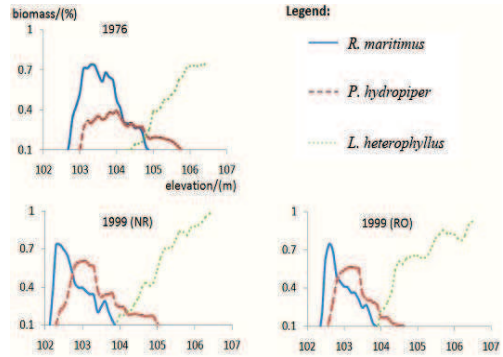 biomass/(%)
1976
1
0.7
0.4
0.1
102 103 104 105 106 107
elevation/(m)
Legend:
R. maritimus
P. hydropiper
L. heterophyllus
1999 (NR)
1
0.7
0.4
0.1
102 103 104 105 106 107
1999 (RO)
1
0.7
0.4
0.1
102 103 104 105 106 107